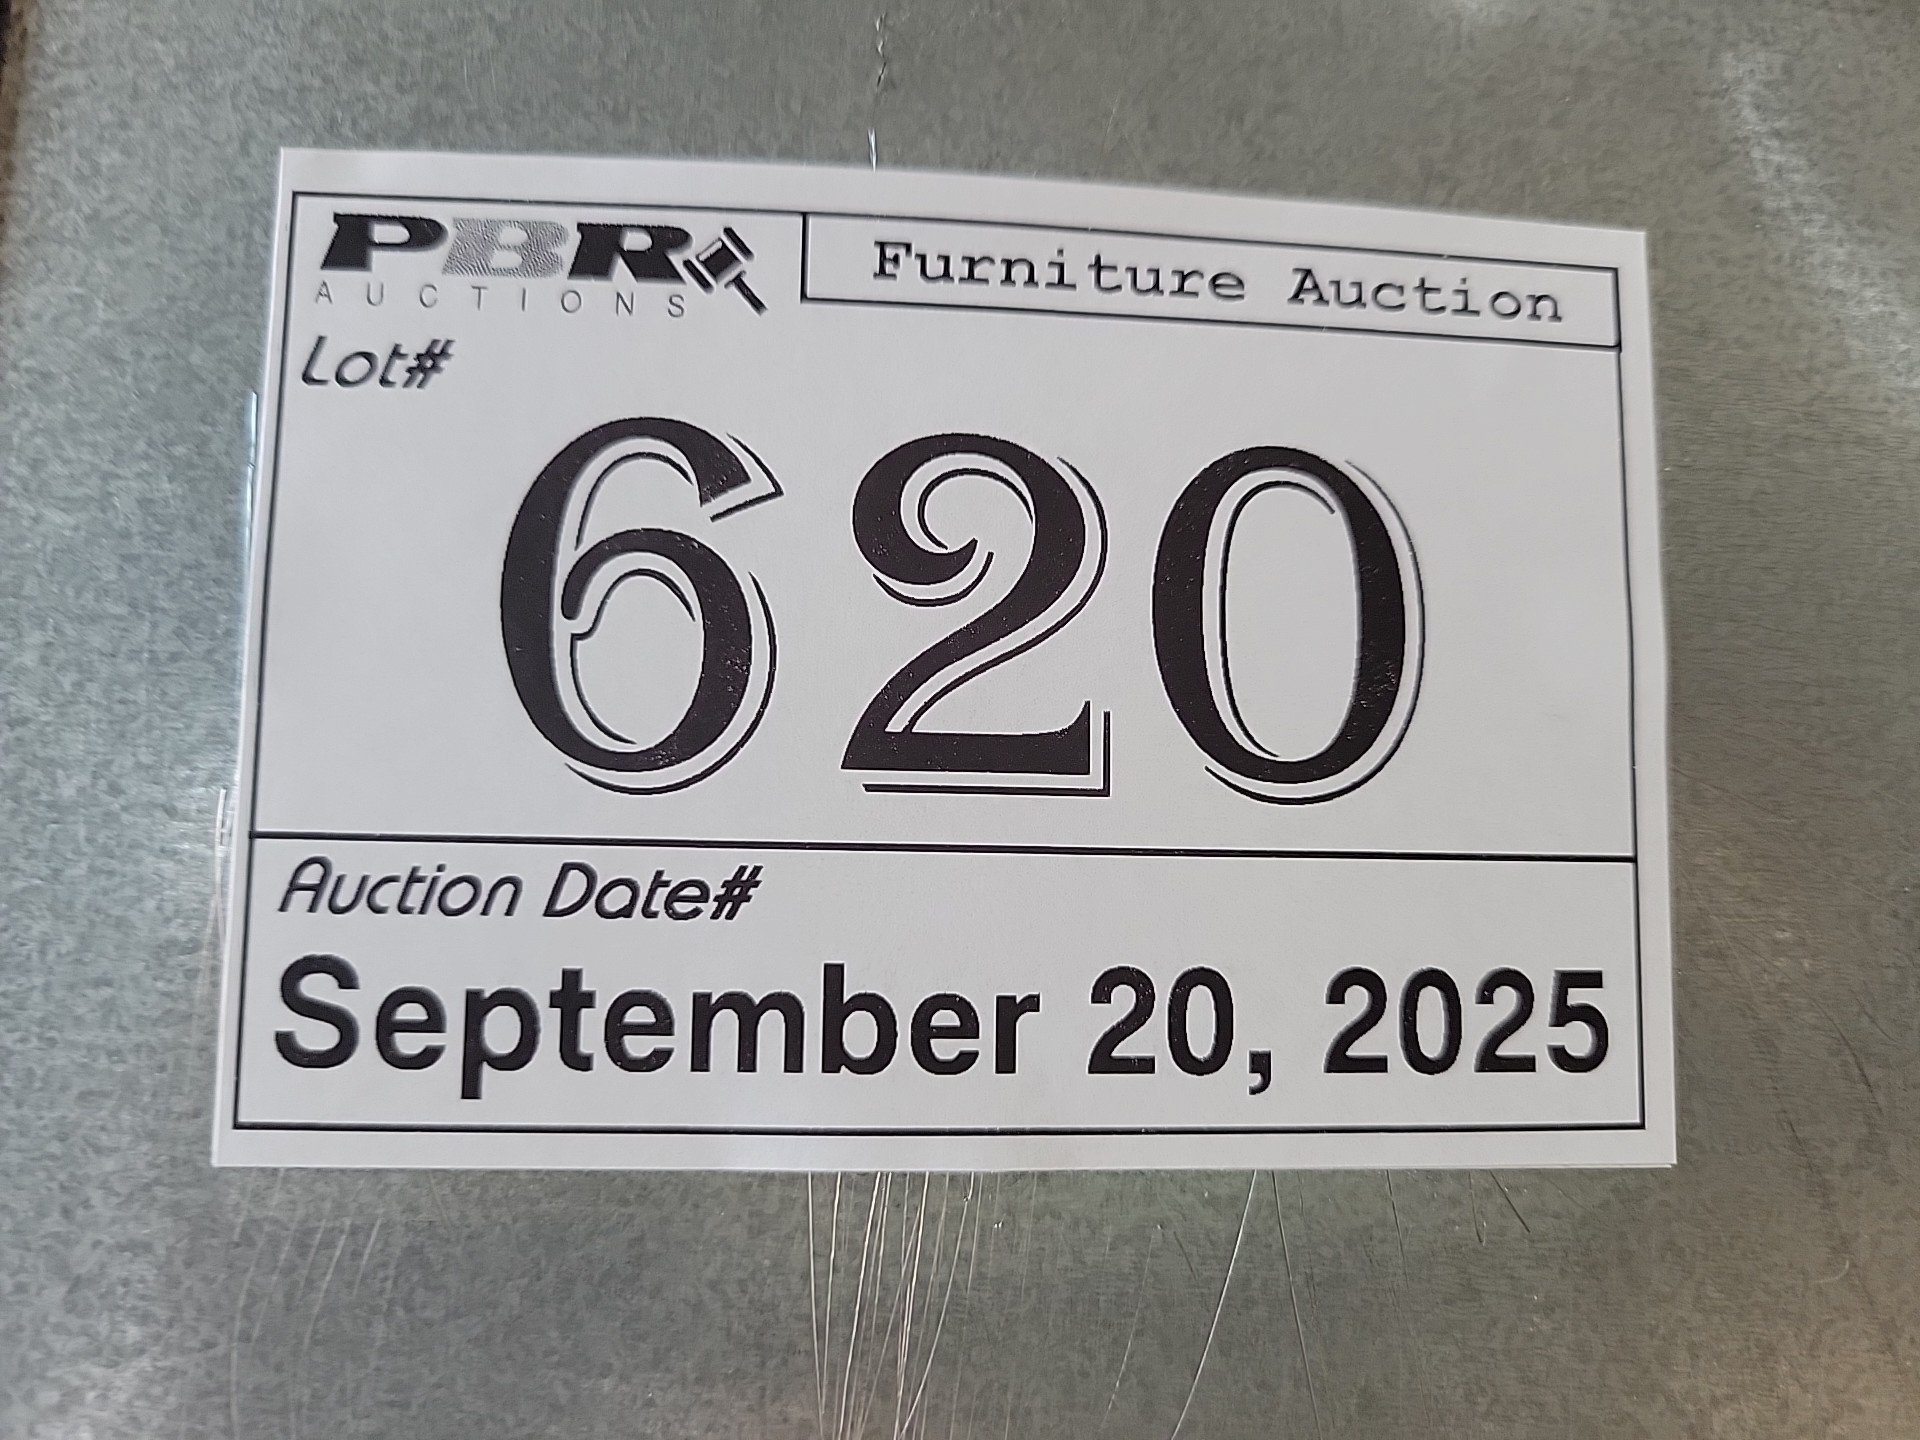 PBR
AUCTIONS
Furniture Auction
Lot#
620
Auction Date#
September 20, 2025